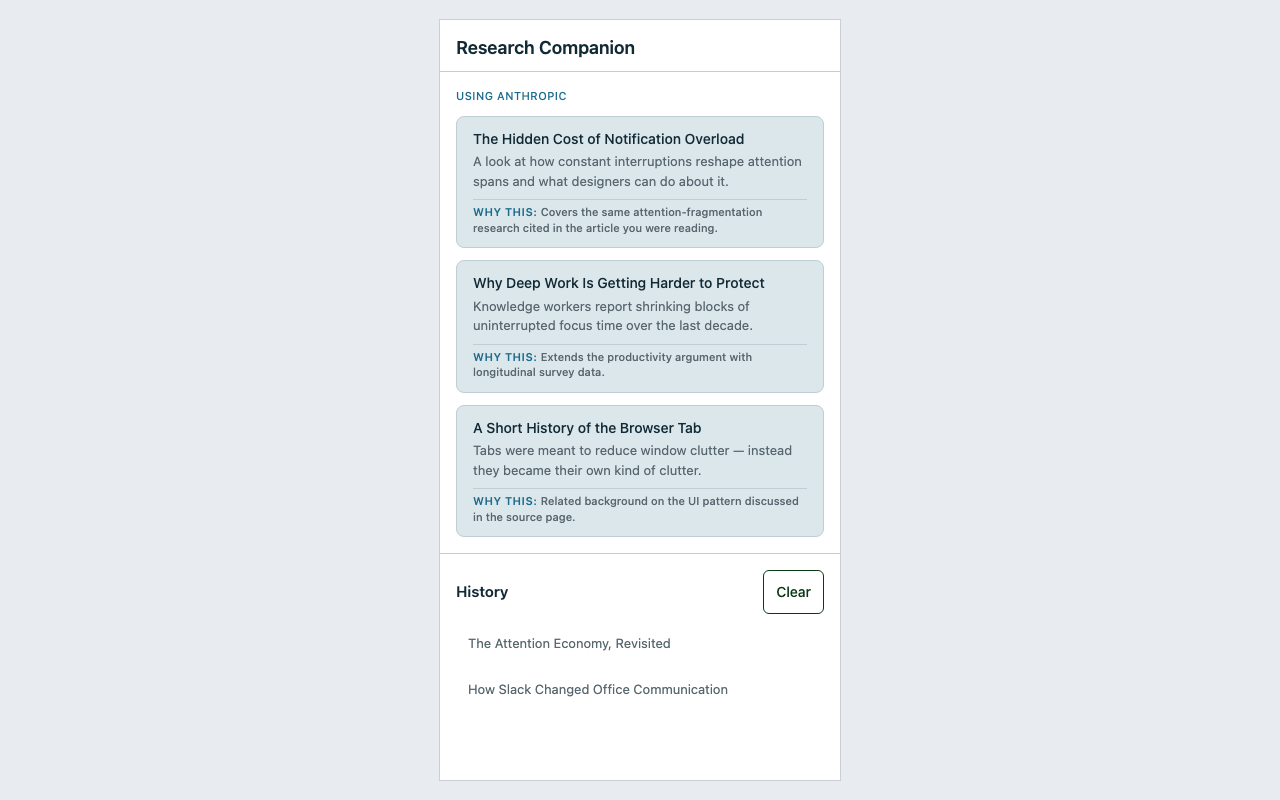 Research Companion
USING ANTHROPIC
The Hidden Cost of Notification Overload
A look at how constant interruptions reshape attention
spans and what designers can do about it.
WHY THIS: Covers the same attention-fragmentation
research cited in the article you were reading.
Why Deep Work Is Getting Harder to Protect
Knowledge workers report shrinking blocks of
uninterrupted focus time over the last decade.
WHY THIS: Extends the productivity argument with
longitudinal survey data.
A Short History of the Browser Tab
Tabs were meant to reduce window clutter — instead
they became their own kind of clutter.
WHY THIS: Related background on the UI pattern discussed
in the source page.
History
Clear
The Attention Economy, Revisited
How Slack Changed Office Communication